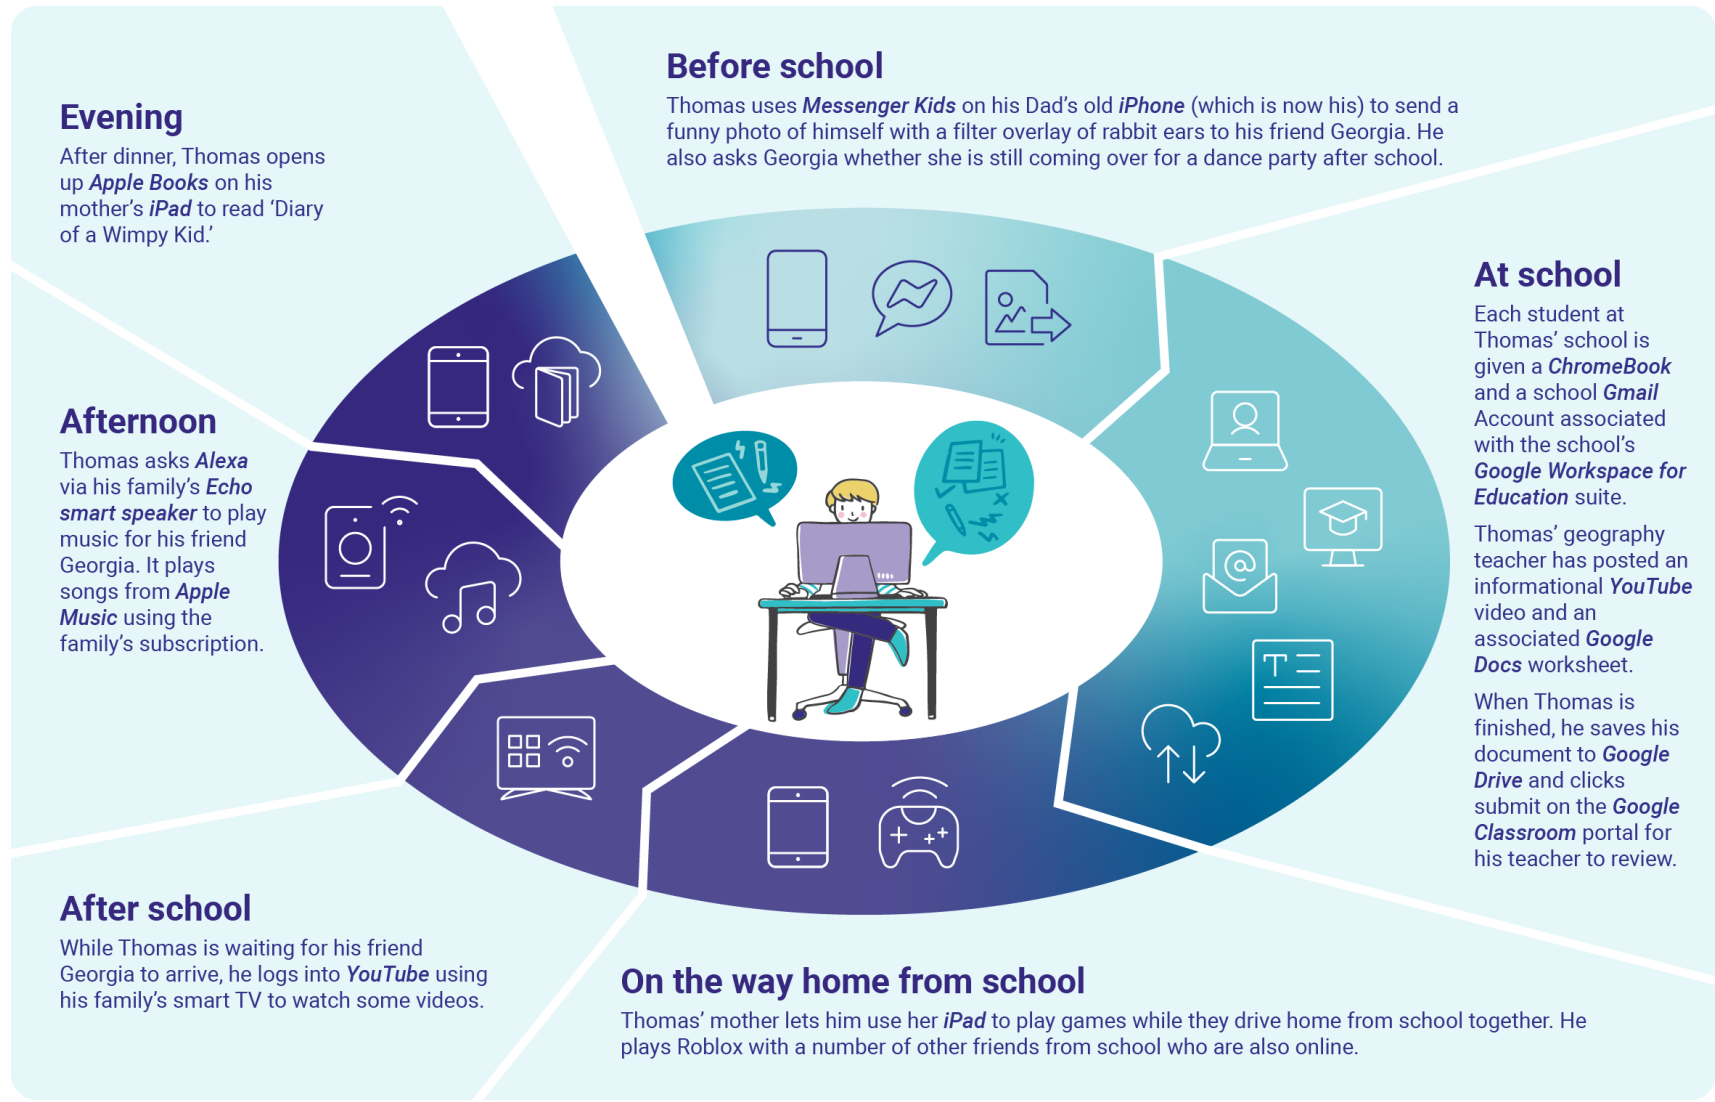 Before school
Thomas uses Messenger Kids on his Dad’s old iPhone (which is now his) to send a
funny photo of himself with a filter overlay of rabbit ears to his friend Georgia. He
also asks Georgia whether she is still coming over for a dance party after school.
At school
Each student at
Thomas’ school is
given a ChromeBook
and a school Gmail
Account associated
with the school’s
Google Workspace for
Education suite.
Thomas’ geography
teacher has posted an
informational YouTube
video and an
associated Google
Docs worksheet.
When Thomas is
finished, he saves his
document to Google
Drive and clicks
submit on the Google
Classroom portal for
his teacher to review.
On the way home from school
Thomas’ mother lets him use her iPad to play games while they drive home from school together. He
plays Roblox with a number of other friends from school who are also online.
After school
While Thomas is waiting for his friend
Georgia to arrive, he logs into YouTube using
his family’s smart TV to watch some videos.
Afternoon
Thomas asks Alexa
via his family’s Echo
smart speaker to play
music for his friend
Georgia. It plays
songs from Apple
Music using the
family’s subscription.
Evening
After dinner, Thomas opens
up Apple Books on his
mother’s iPad to read ‘Diary
of a Wimpy Kid.’